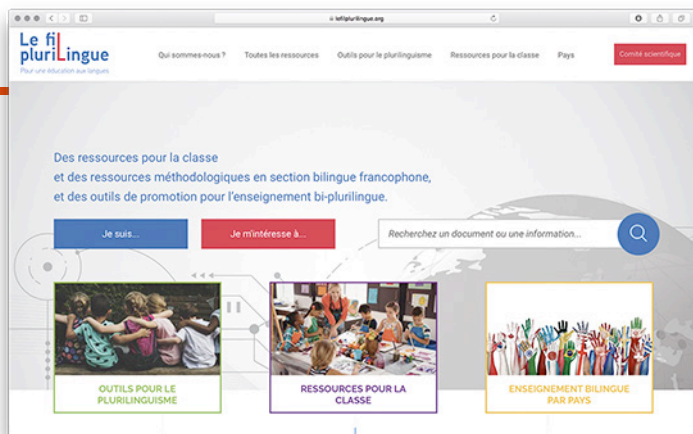 lefilplurilingue.org
Le fil
pluriLingue
Pour une éducation aux langues
Qui sommes-nous ?
Toutes les ressources
Outils pour le plurilinguisme
Ressources pour la classe
Pays
Comité scientifique
Des ressources pour la classe
et des ressources méthodologiques en section bilingue francophone,
et des outils de promotion pour l'enseignement bi-plurilingue.
Je suis...
Je m'intéresse à...
Recherchez un document ou une information...
OUTILS POUR LE
PLURILINGUISME
RESSOURCES POUR LA
CLASSE
ENSEIGNEMENT BILINGUE
PAR PAYS